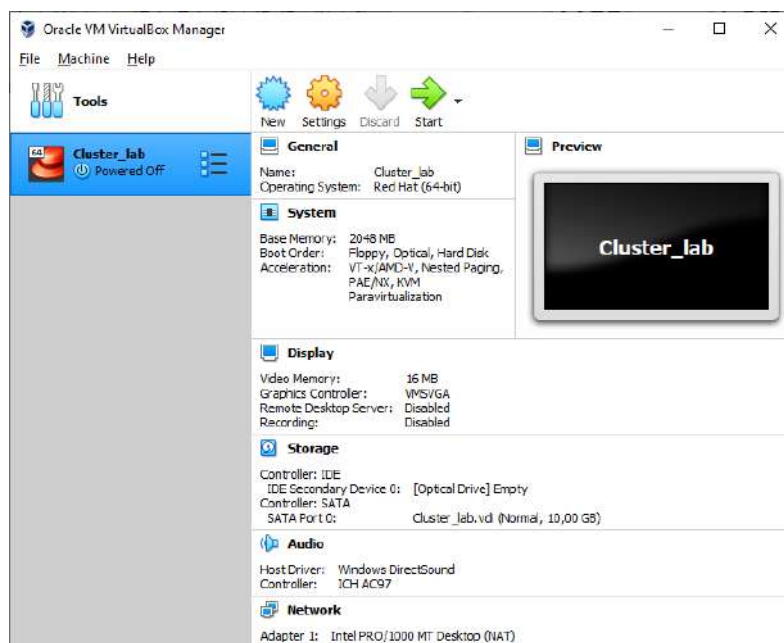 Oracle VM VirtualBox Manager
File Machine Help
Tools
New Settings Discard Start
64
Cluster_lab
Powered Off
General
Name: Cluster_lab
Operating System: Red Hat (64-bit)
Preview
Cluster_lab
System
Base Memory: 2048 MB
Boot Order: Floppy, Optical, Hard Disk
Acceleration: VT-x/AMD-V, Nested Paging,
PAE/NX, KVM
Paravirtualization
Display
Video Memory: 16 MB
Graphics Controller: VMSVGA
Remote Desktop Server: Disabled
Recording: Disabled
Storage
Controller: IDE
IDE Secondary Device 0: [Optical Drive] Empty
Controller: SATA
SATA Port 0: Cluster_lab.vdi (Normal, 10,00 GB)
Audio
Host Driver: Windows DirectSound
Controller: ICH AC97
Network
Adapter 1: Intel PRO/1000 MT Desktop (NAT)